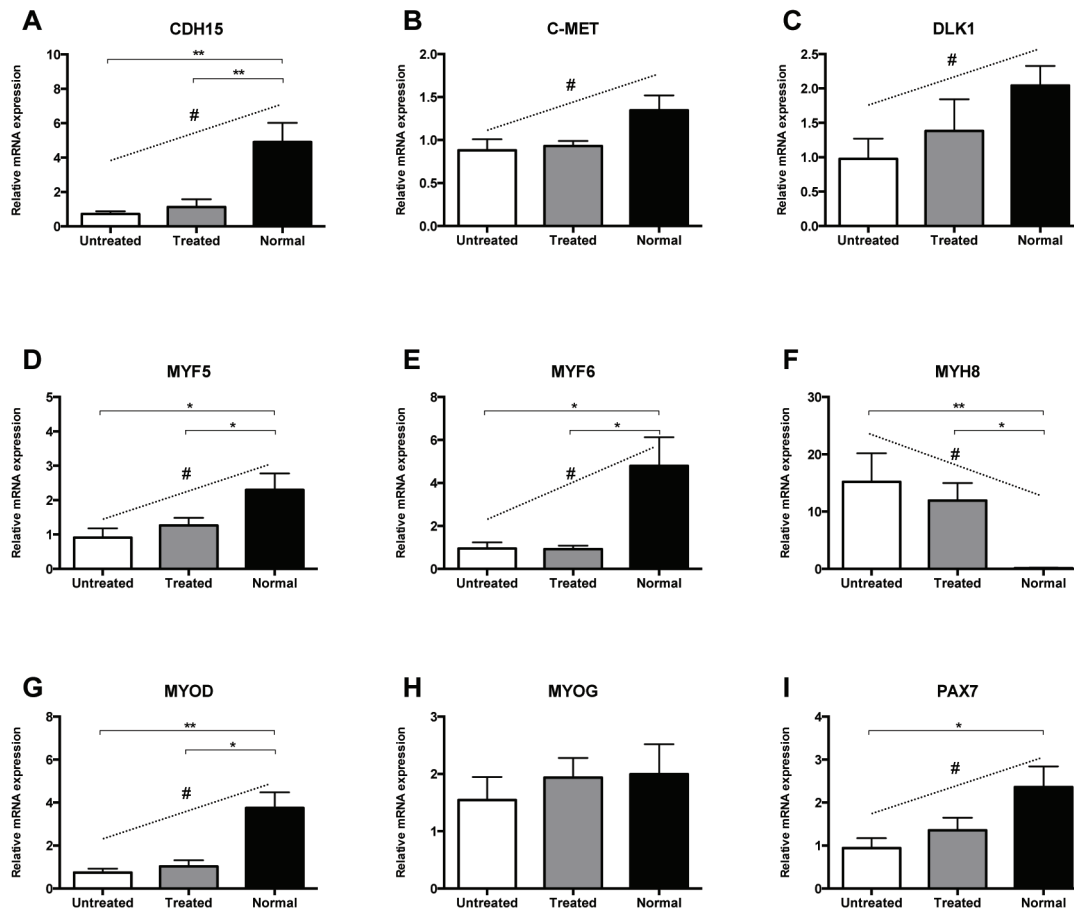 A
CDH15
Relative mRNA expression
10
8
6
4
2
0
**
**
#
Untreated Treated Normal
B
C-MET
Relative mRNA expression
2.0
1.5
1.0
0.5
0.0
#
Untreated Treated Normal
C
DLK1
Relative mRNA expression
2.5
2.0
1.5
1.0
0.5
0.0
#
Untreated Treated Normal
D
MYF5
Relative mRNA expression
5
4
3
2
1
0
*
*
#
Untreated Treated Normal
E
MYF6
Relative mRNA expression
8
6
4
2
0
*
*
#
Untreated Treated Normal
F
MYH8
Relative mRNA expression
30
20
10
0
**
*
#
Untreated Treated Normal
G
MYOD
Relative mRNA expression
8
6
4
2
0
**
*
#
Untreated Treated Normal
H
MYOG
Relative mRNA expression
3
2
1
0
Untreated Treated Normal
I
PAX7
Relative mRNA expression
4
3
2
1
0
*
#
Untreated Treated Normal